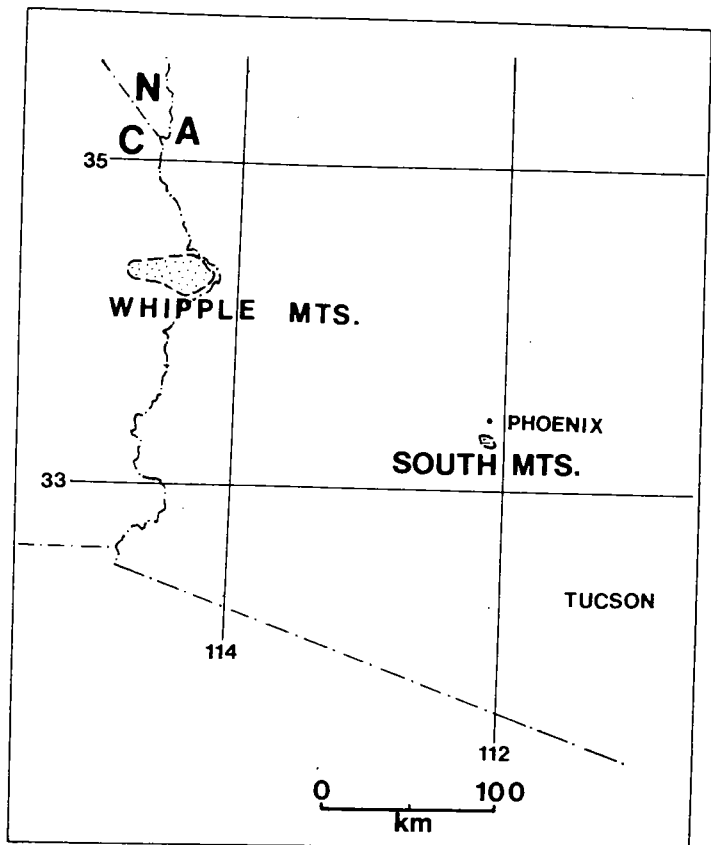 N
C A
35
WHIPPLE MTS.
PHOENIX
SOUTH MTS.
33
TUCSON
114
112
0 100
km